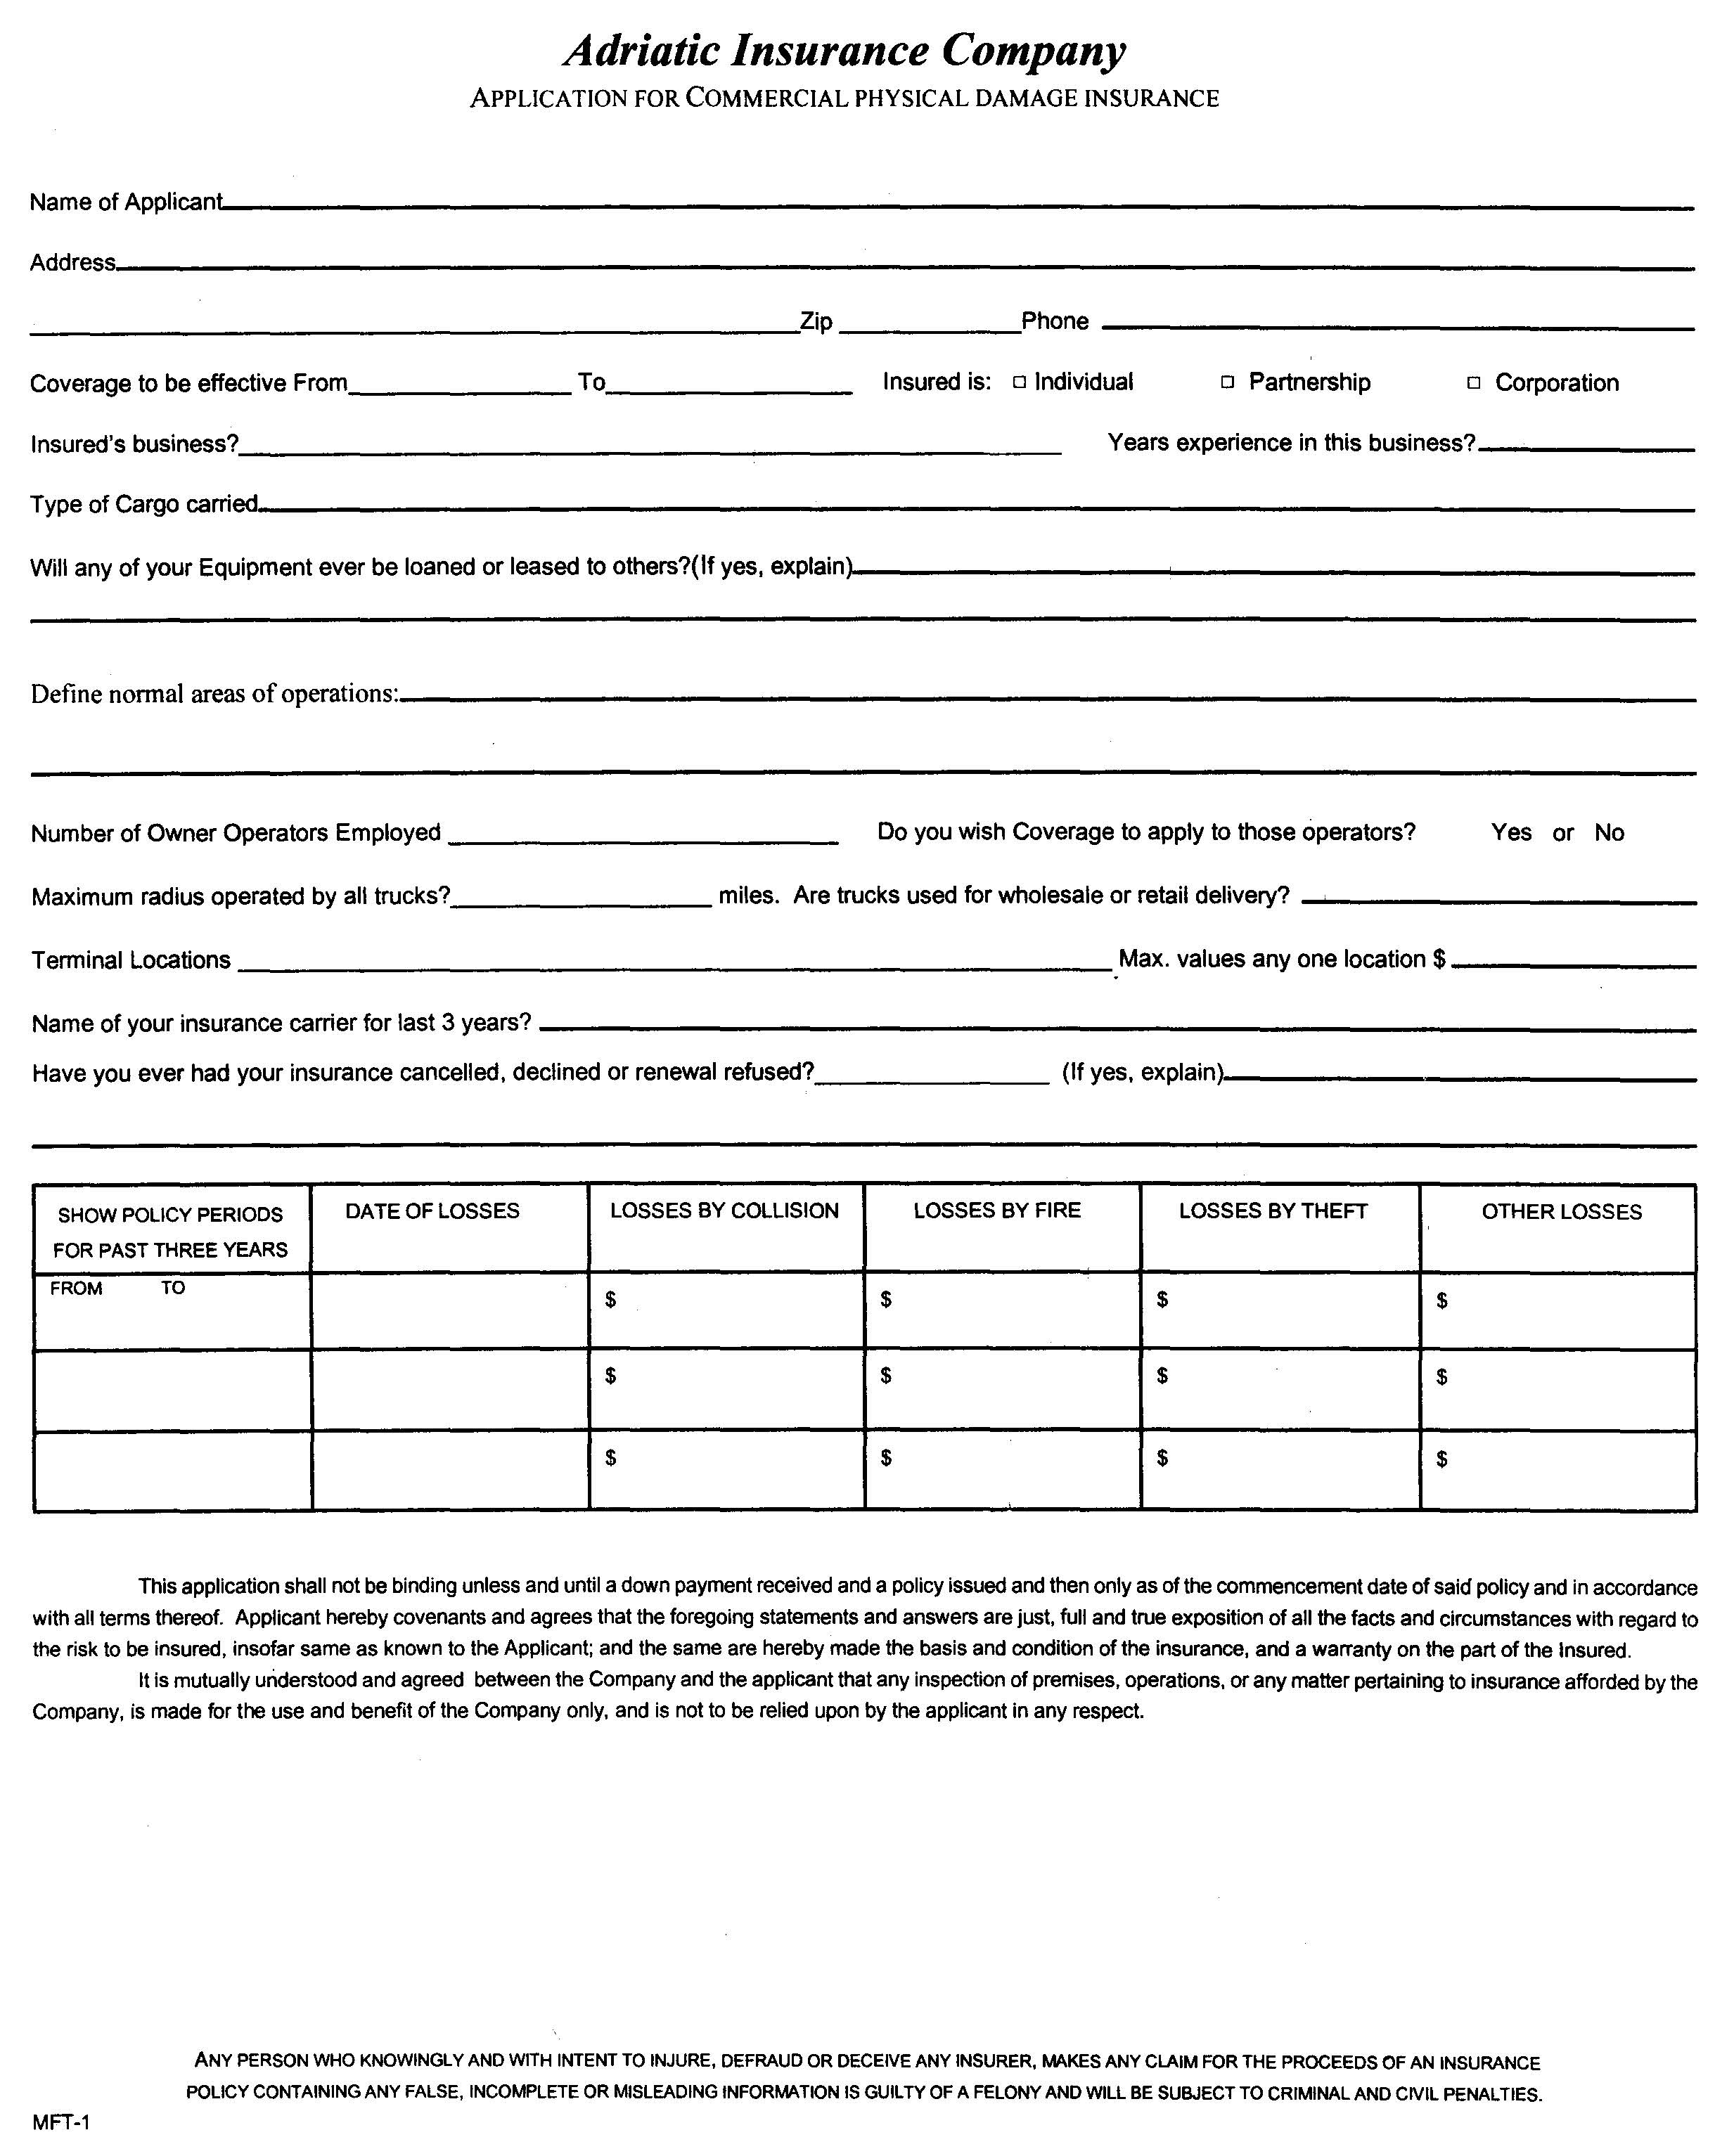 Adriatic Insurance Company
APPLICATION FOR COMMERCIAL PHYSICAL DAMAGE INSURANCE
Name of Applicant
Address
Zip Phone
Coverage to be effective From To Insured is: □ Individual □ Partnership □ Corporation
Insured's business? Years experience in this business?
Type of Cargo carried
Will any of your Equipment ever be loaned or leased to others?(If yes, explain)
Define normal areas of operations:
Number of Owner Operators Employed Do you wish Coverage to apply to those operators? Yes or No
Maximum radius operated by all trucks? miles. Are trucks used for wholesale or retail delivery?
Terminal Locations Max. values any one location $
Name of your insurance carrier for last 3 years?
Have you ever had your insurance cancelled, declined or renewal refused? (If yes, explain)
SHOW POLICY PERIODS DATE OF LOSSES LOSSES BY COLLISION LOSSES BY FIRE LOSSES BY THEFT OTHER LOSSES
FOR PAST THREE YEARS
FROM TO
$ $ $ $
$ $ $ $
$ $ $ $
This application shall not be binding unless and until a down payment received and a policy issued and then only as of the commencement date of said policy and in accordance
with all terms thereof. Applicant hereby covenants and agrees that the foregoing statements and answers are just, full and true exposition of all the facts and circumstances with regard to
the risk to be insured, insofar same as known to the Applicant; and the same are hereby made the basis and condition of the insurance, and a warranty on the part of the Insured.
It is mutually understood and agreed between the Company and the applicant that any inspection of premises, operations, or any matter pertaining to insurance afforded by the
Company, is made for the use and benefit of the Company only, and is not to be relied upon by the applicant in any respect.
ANY PERSON WHO KNOWINGLY AND WITH INTENT TO INJURE, DEFRAUD OR DECEIVE ANY INSURER, MAKES ANY CLAIM FOR THE PROCEEDS OF AN INSURANCE
POLICY CONTAINING ANY FALSE, INCOMPLETE OR MISLEADING INFORMATION IS GUILTY OF A FELONY AND WILL BE SUBJECT TO CRIMINAL AND CIVIL PENALTIES.
MFT-1